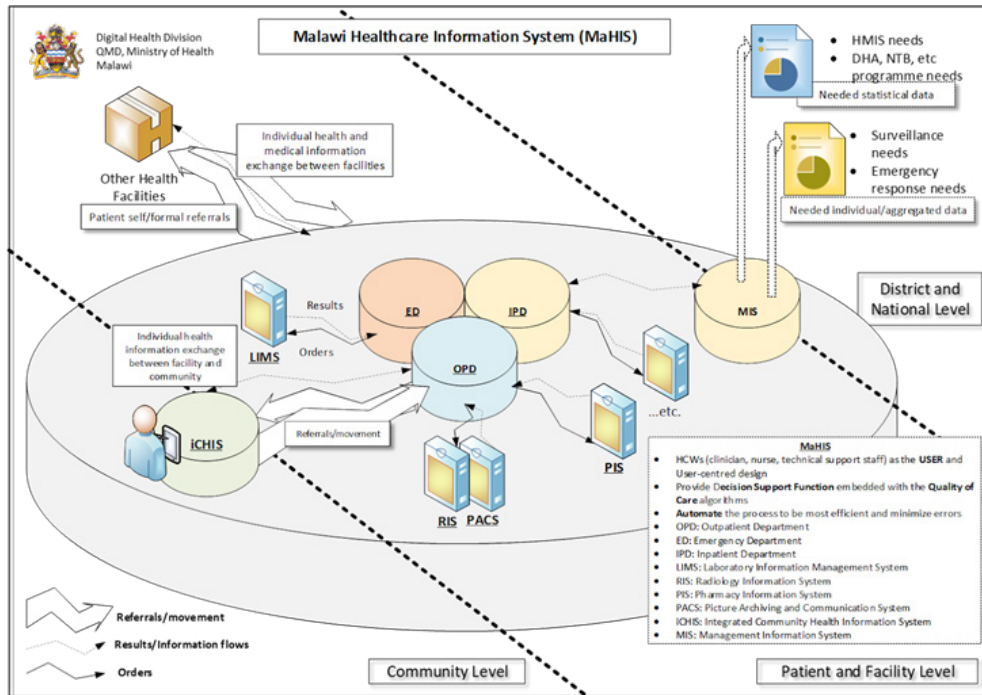 Digital Health Division
QMD, Ministry of Health
Malawi
Malawi Healthcare Information System (MaHIS)
HMIS needs
DHA, NTB, etc
programme needs
Needed statistical data
Surveillance
needs
Emergency
response needs
Needed individual/aggregated data
Individual health and
medical information
exchange between facilities
Other Health
Facilities
Patient self/formal referrals
District and
National Level
ED
IPD
MIS
Results
Orders
LIMS
OPD
Individual health
information exchange
between facility and
community
iCHIS
Referrals/movement
...etc.
PIS
RIS
PACS
MaHIS
HCWs (clinician, nurse, technical support staff) as the USER and
User-centred design
Provide Decision Support Function embedded with the Quality of
Care algorithms
Automate the process to be most efficient and minimize errors
OPD: Outpatient Department
ED: Emergency Department
IPD: Inpatient Department
LIMS: Laboratory Information Management System
RIS: Radiology Information System
PIS: Pharmacy Information System
PACS: Picture Archiving and Communication System
iCHIS: Integrated Community Health Information System
MIS: Management Information System
Referrals/movement
Results/Information flows
Orders
Community Level
Patient and Facility Level